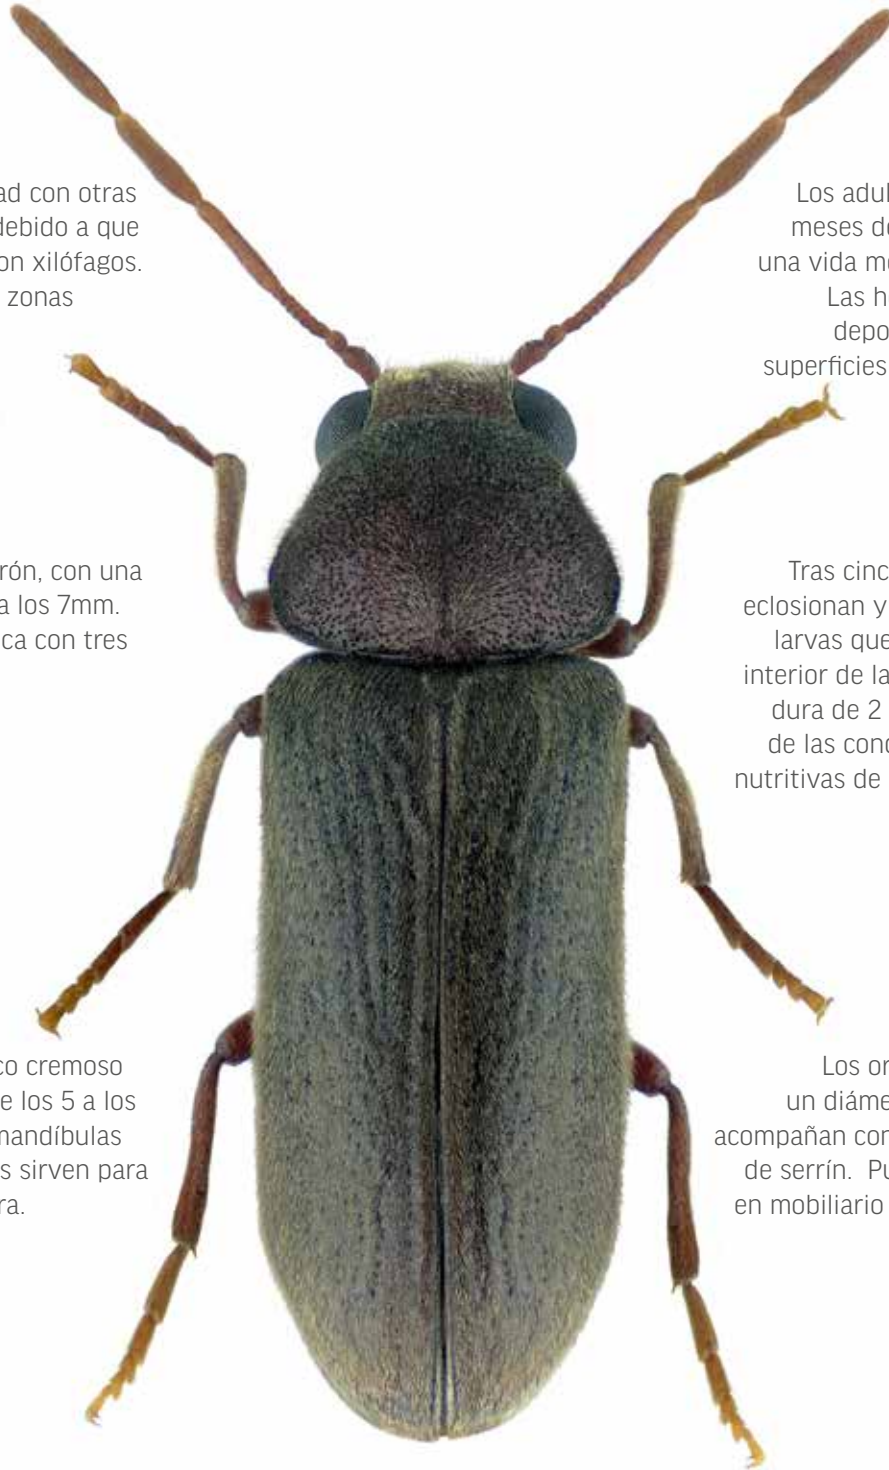 ad con otras
debido a que
on xilófagos.
zonas
rón, con una
a los 7mm.
ca con tres
co cremoso
e los 5 a los
mandíbulas
s sirven para
ra.
Los adul
meses de
una vida me
Las he
depo
superficies
Tras cinc
eclosionan y
larvas que
interior de la
dura de 2
de las cond
nutritivas de
Los or
un diáme
acompañan con
de serrín. Pu
en mobiliario